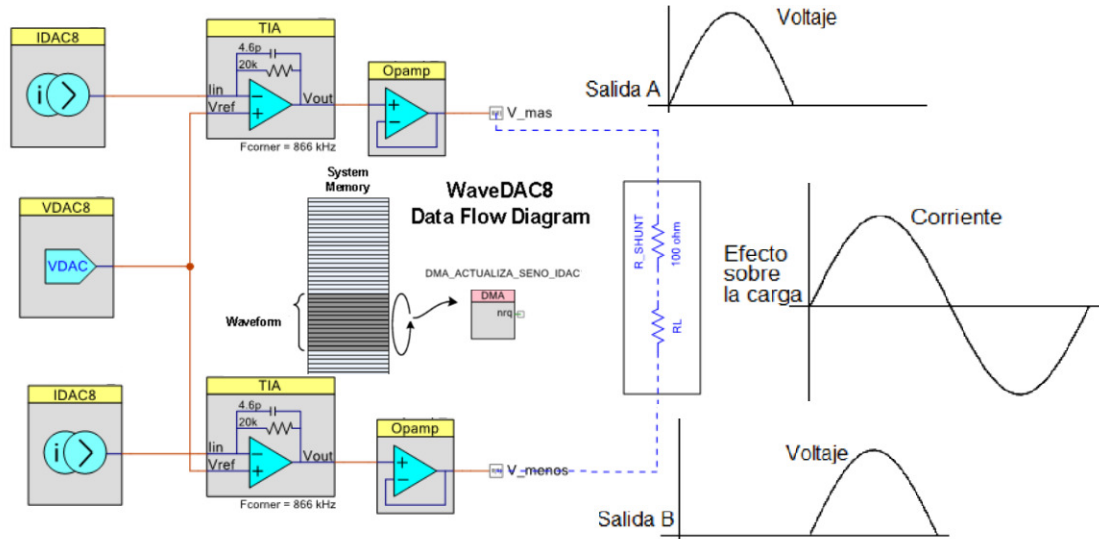 IDAC8
TIA
4.6p
20k
Iin
Vref
Vout
Fcorner = 866 kHz
Opamp
V_mas
Voltaje
Salida A
VDAC8
VDAC
System
Memory
Waveform
WaveDAC8
Data Flow Diagram
DMA_ACTUALIZA_SENO_IDAC
DMA
nrq
R_SHUNT
100 ohm
RL
Corriente
Efecto
sobre
la carga
IDAC8
TIA
4.6p
20k
Iin
Vref
Vout
Fcorner = 866 kHz
Opamp
V_menos
Voltaje
Salida B